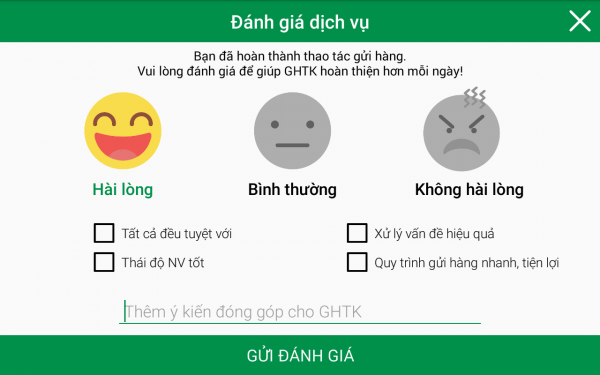 Đánh giá dịch vụ
Bạn đã hoàn thành thao tác gửi hàng.
Vui lòng đánh giá để giúp GHTK hoàn thiện hơn mỗi ngày!
Hài lòng
Bình thường
Không hài lòng
Tất cả đều tuyệt vời
Xử lý vấn đề hiệu quả
Thái độ NV tốt
Quy trình gửi hàng nhanh, tiện lợi
Thêm ý kiến đóng góp cho GHTK
GỬI ĐÁNH GIÁ